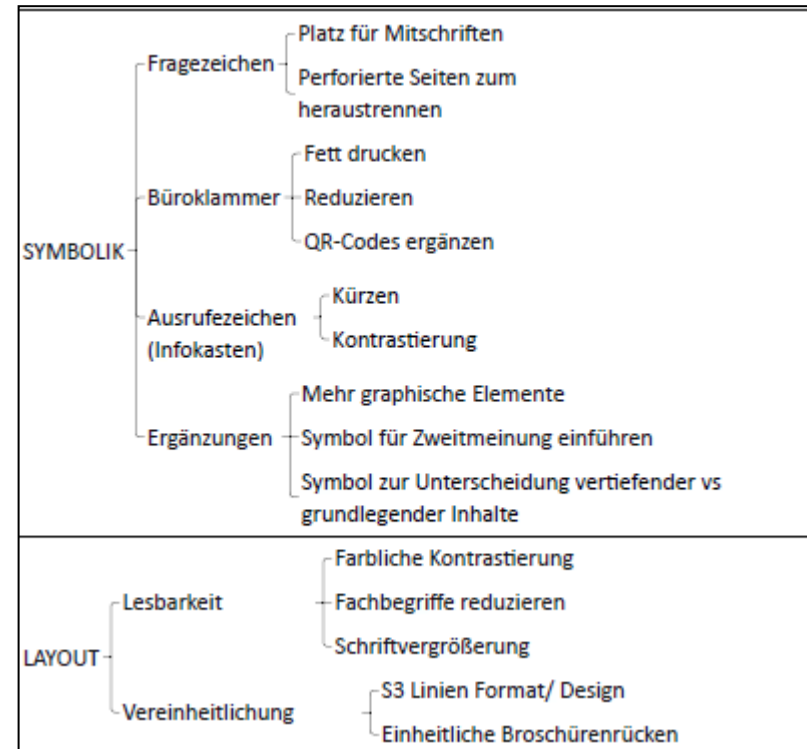 Platz für Mitschriften
Fragezeichen
Perforierte Seiten zum
heraustrennen
Fett drucken
Büroklammer
Reduzieren
QR-Codes ergänzen
SYMBOLIK
Kürzen
Ausrufezeichen
(Infokasten)
Kontrastierung
Mehr graphische Elemente
Ergänzungen
Symbol für Zweitmeinung einführen
Symbol zur Unterscheidung vertiefender vs
grundlegender Inhalte
Farbliche Kontrastierung
Lesbarkeit
Fachbegriffe reduzieren
Schriftvergrößerung
LAYOUT
S3 Linien Format/ Design
Vereinheitlichung
Einheitliche Broschürenrücken